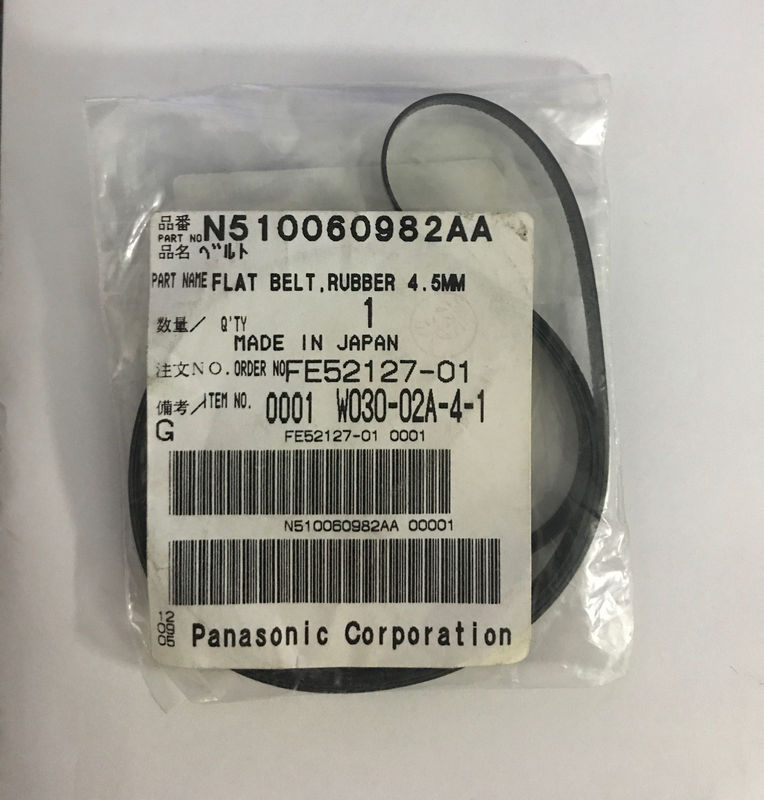 品番
PART NO N510060982AA
品名 ベルト
PART NAME FLAT BELT,RUBBER 4.5MM
数量/ Q'TY 1
MADE IN JAPAN
注文NO.ORDER NO FE52127-01
備考/ITEM NO. 0001 W030-02A-4-1
G
FE52127-01 0001
N510060982AA 00001
Panasonic Corporation